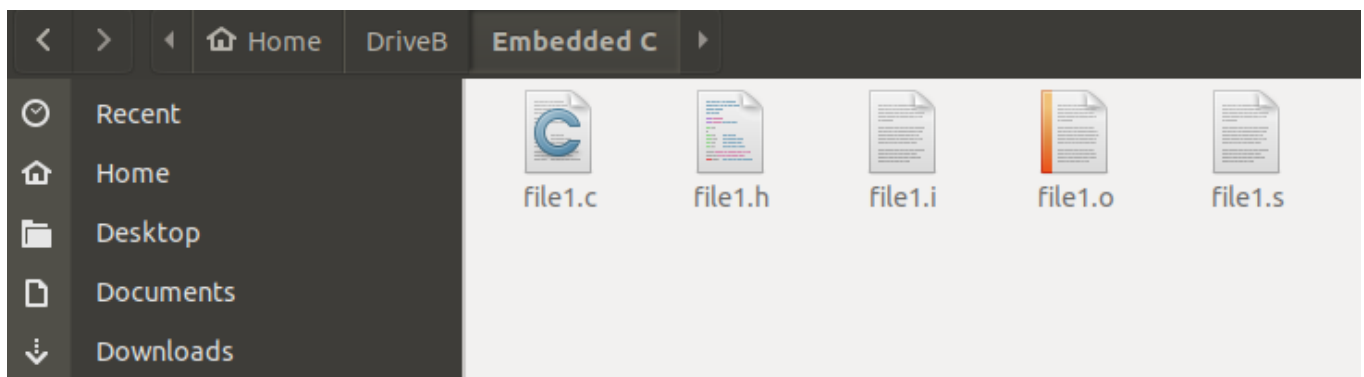 Home DriveB Embedded C
Recent
Home
Desktop
Documents
Downloads
file1.c file1.h file1.i file1.o file1.s